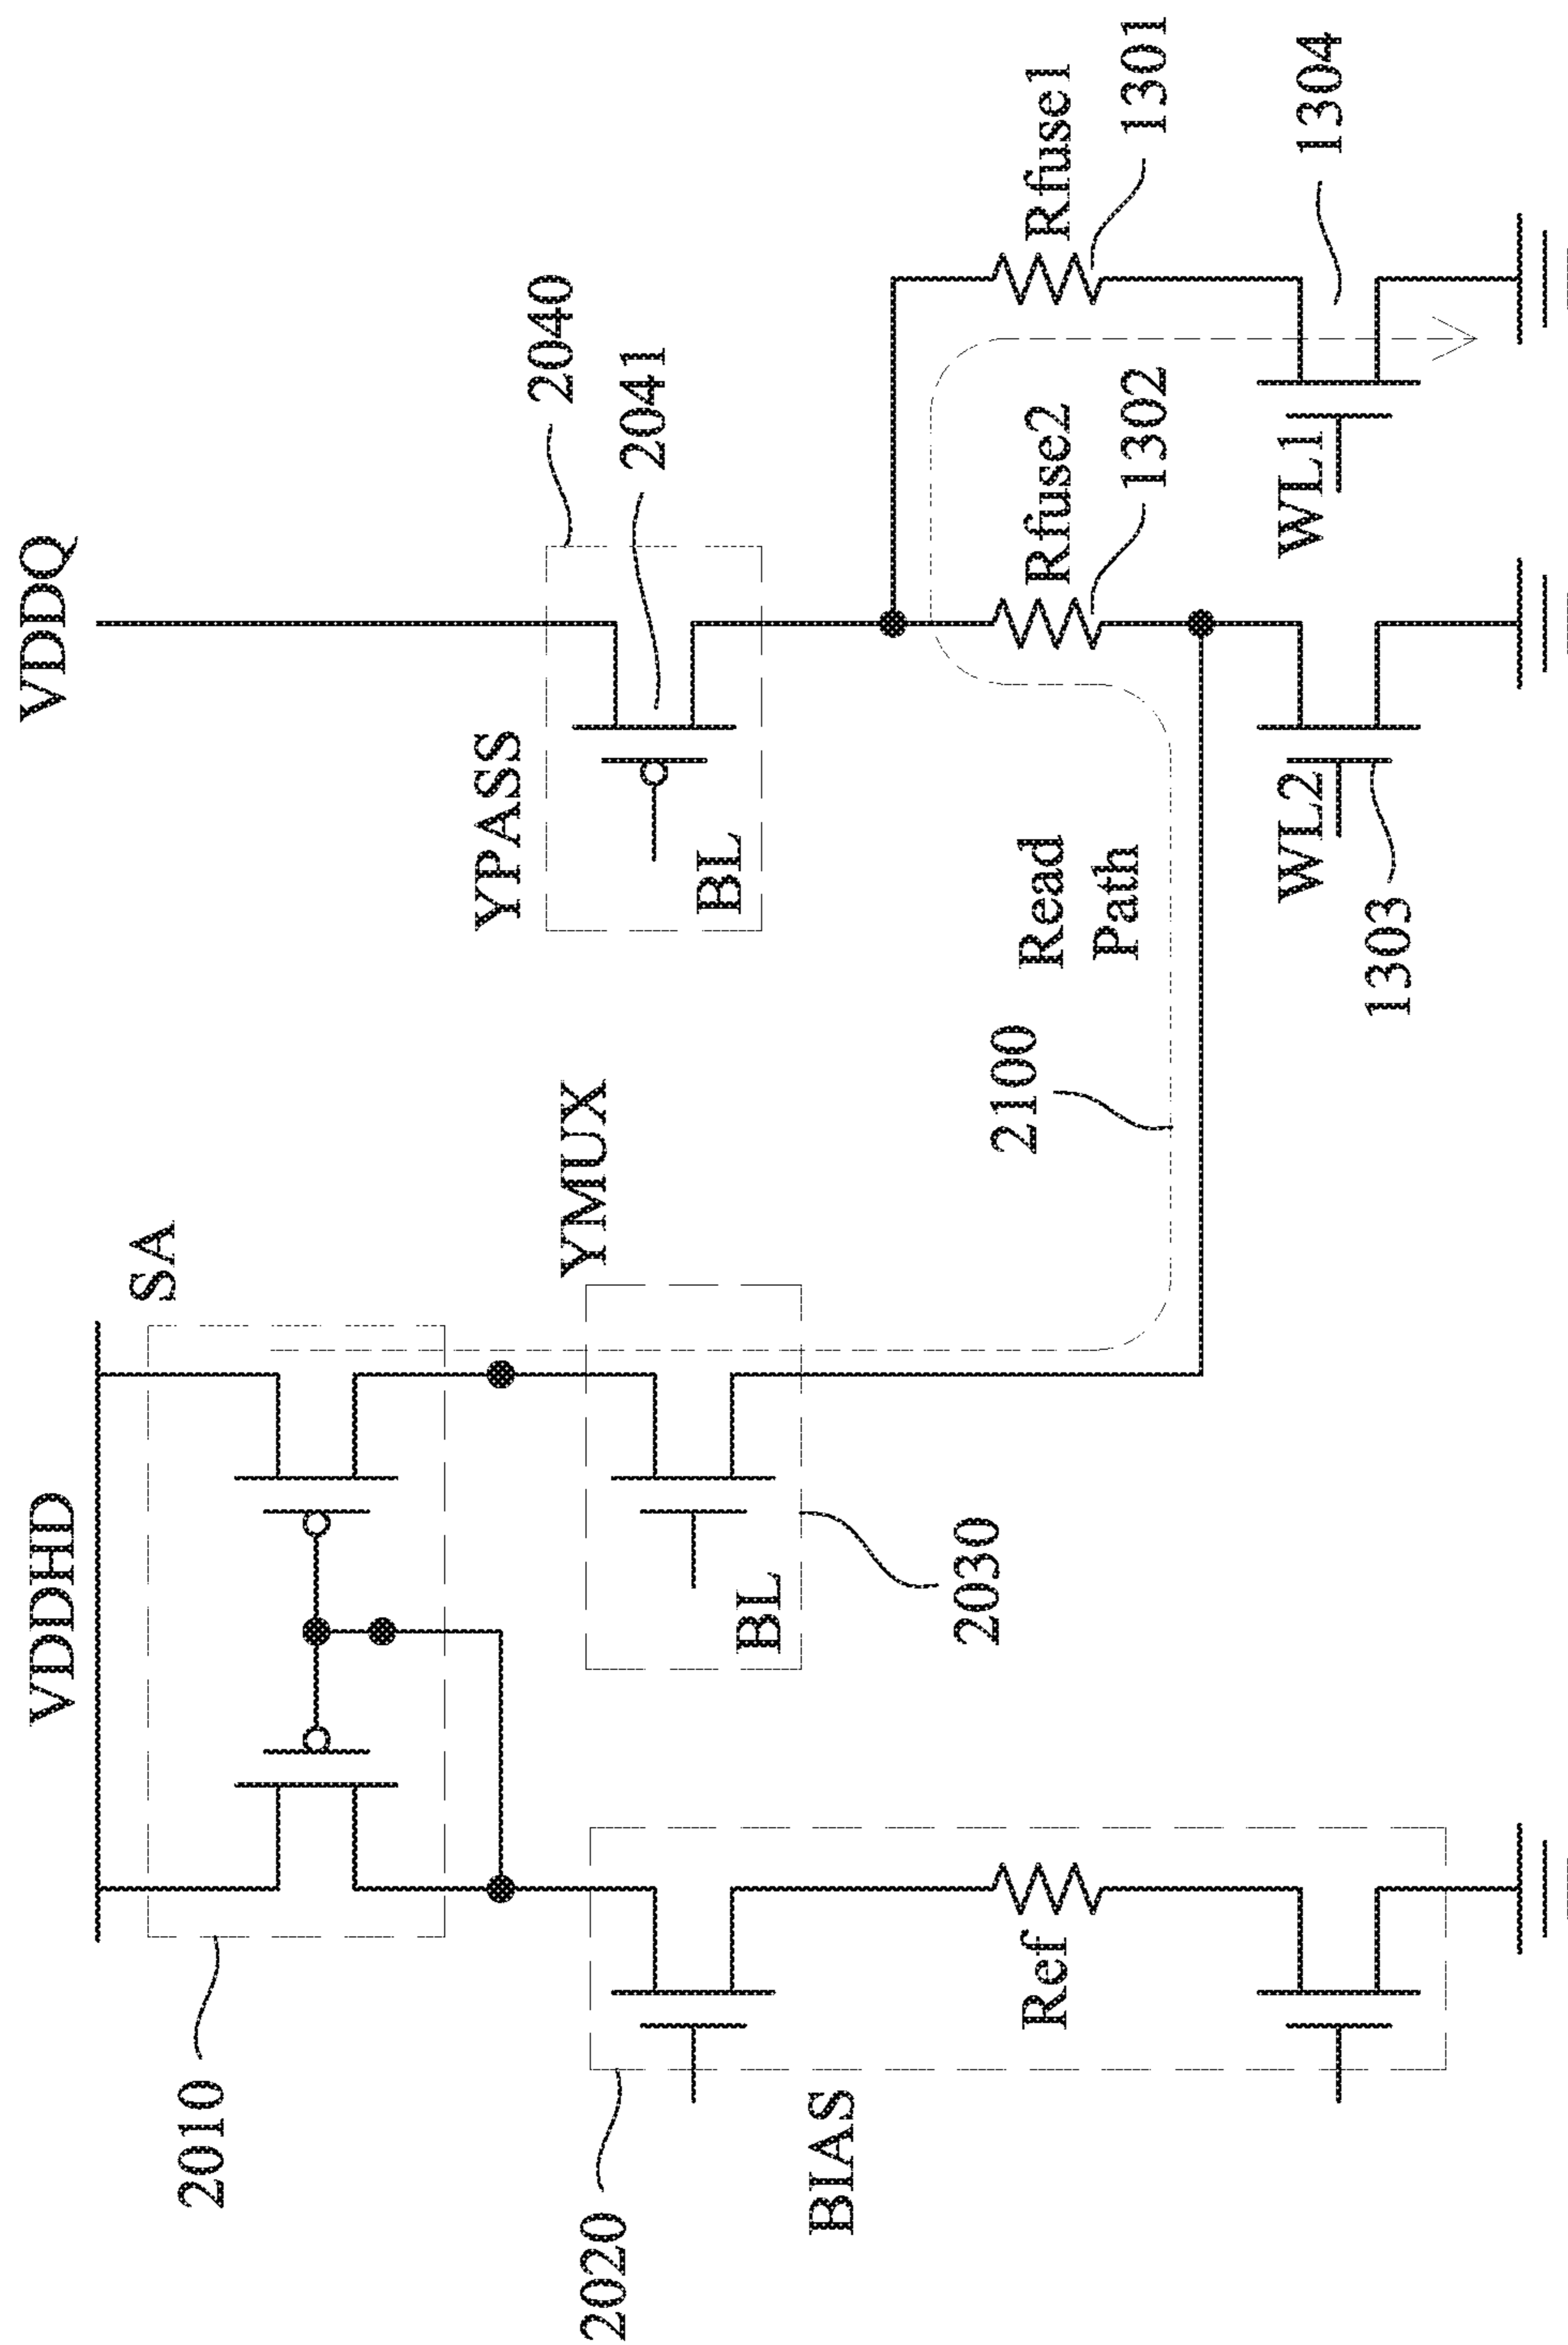 VDDHD
VDDQ
SA
2010
YMUX
BL
2030
2020
BIAS
Ref
YPASS
BL
2040
2041
2100
Read
Path
Rfuse2
1302
Rfuse1
1301
WL2
1303
WL1
1304